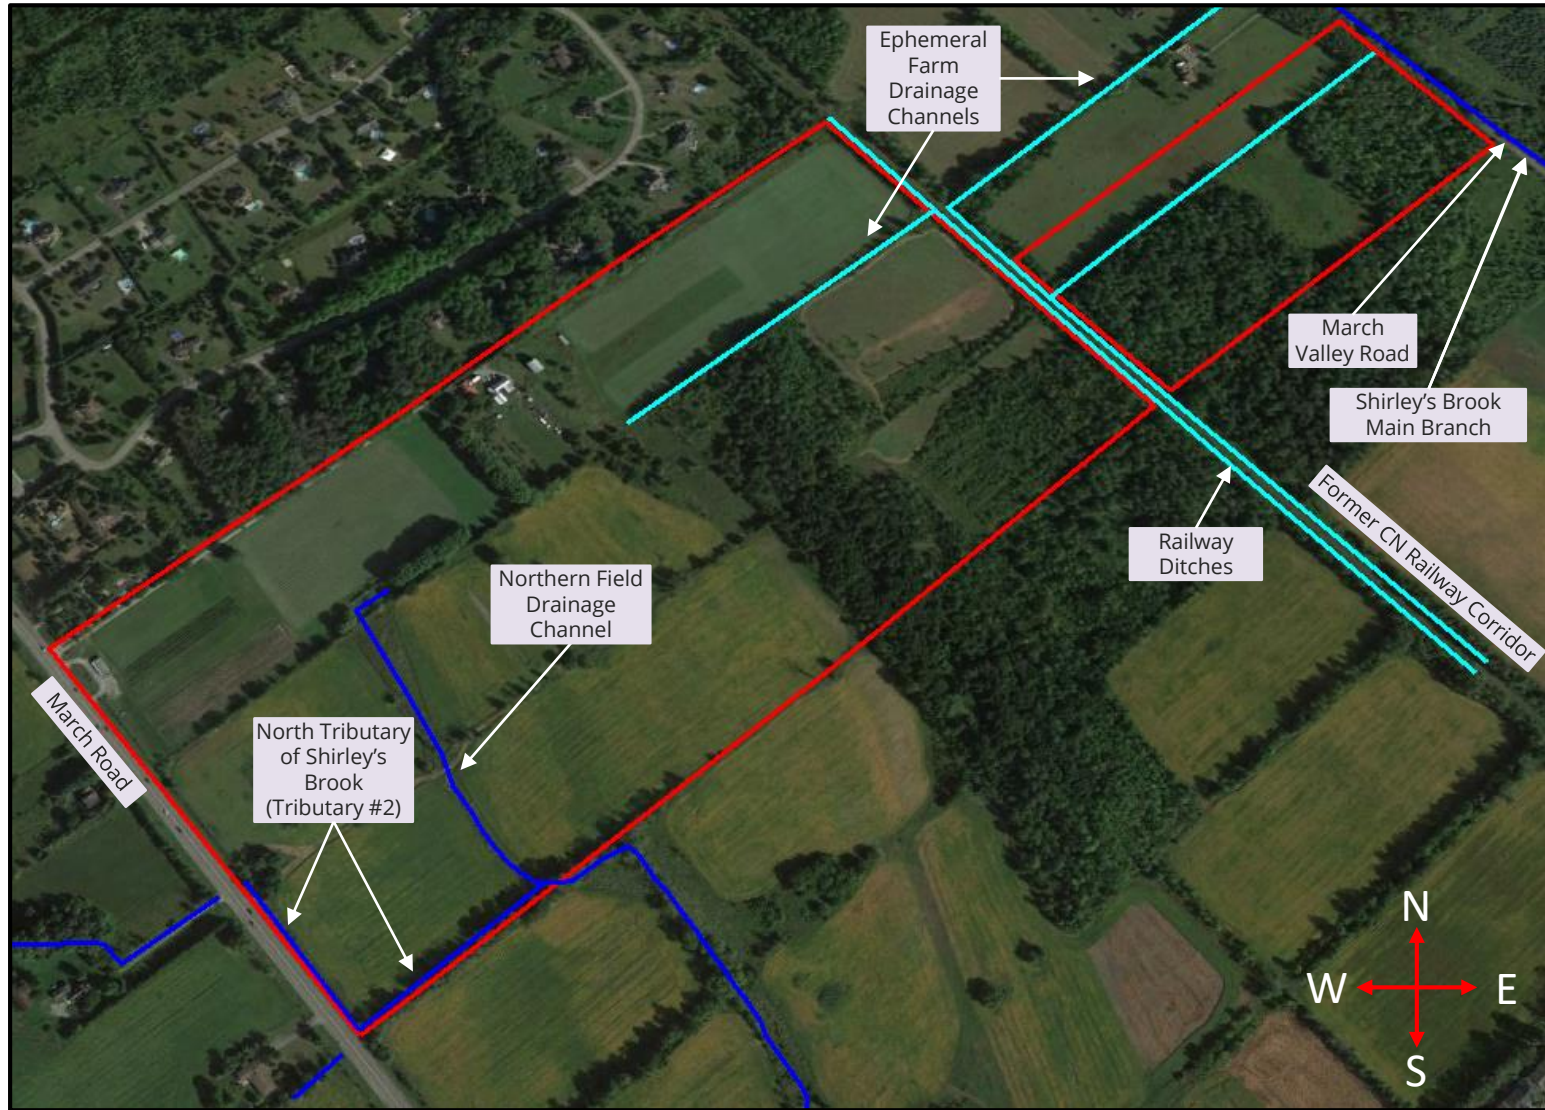 Ephemeral
Farm
Drainage
Channels
March
Valley Road
Shirley’s Brook
Main Branch
Former CN Railway Corridor
Railway
Ditches
Northern Field
Drainage
Channel
March Road
North Tributary
of Shirley’s
Brook
(Tributary #2)
N
W E
S